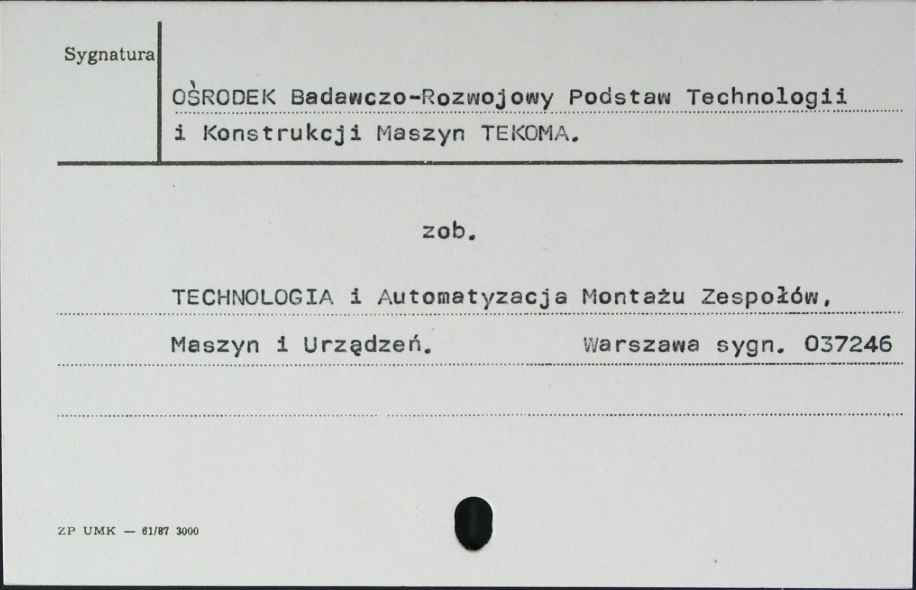 Sygnatura
OŚRODEK Badawczo-Rozwojowy Podstaw Technologii
i Konstrukcji Maszyn TEKOMA.
zob.
TECHNOLOGIA i Automatyzacja Montażu Zespołów,
Maszyn i Urządzeń. Warszawa sygn. 037246
ZP UMK — 61/87 3000